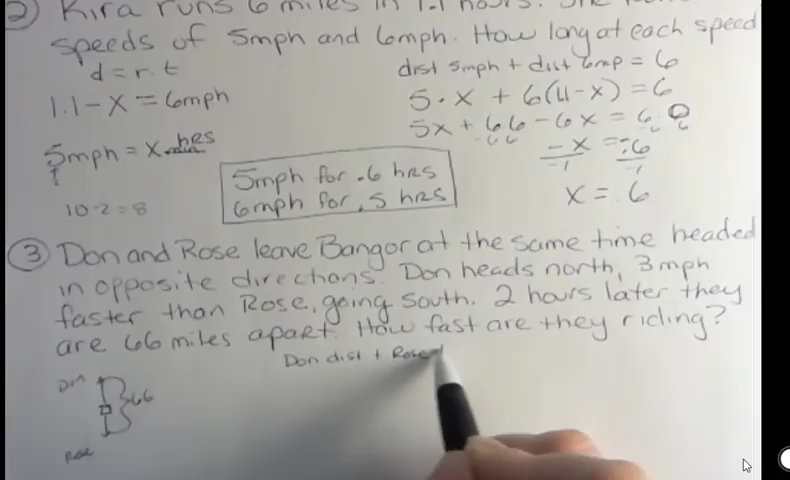 2) Kira runs 6 miles in 1.1 hours. She
speeds of 5mph and 6mph. How long at each speed
d = r.t
dist 5mph + dist 6mp = 6
1.1 - X = 6mph
5 • X + 6(1.1-x) = 6
5x + 6.6 - 6x = 6.0
-6.6 -6.6
5mph = X hrs
-x = -.6
-1 -1
10-2=8
5mph for .6 hrs
6mph for .5 hrs
x = .6
3 Don and Rose leave Bangor at the same time headed
in opposite directions. Don heads north, 3mph
faster than Rose, going south. 2 hours later they
are 66 miles apart. How fast are they riding?
Don dist + Rose
Don
66
Rose